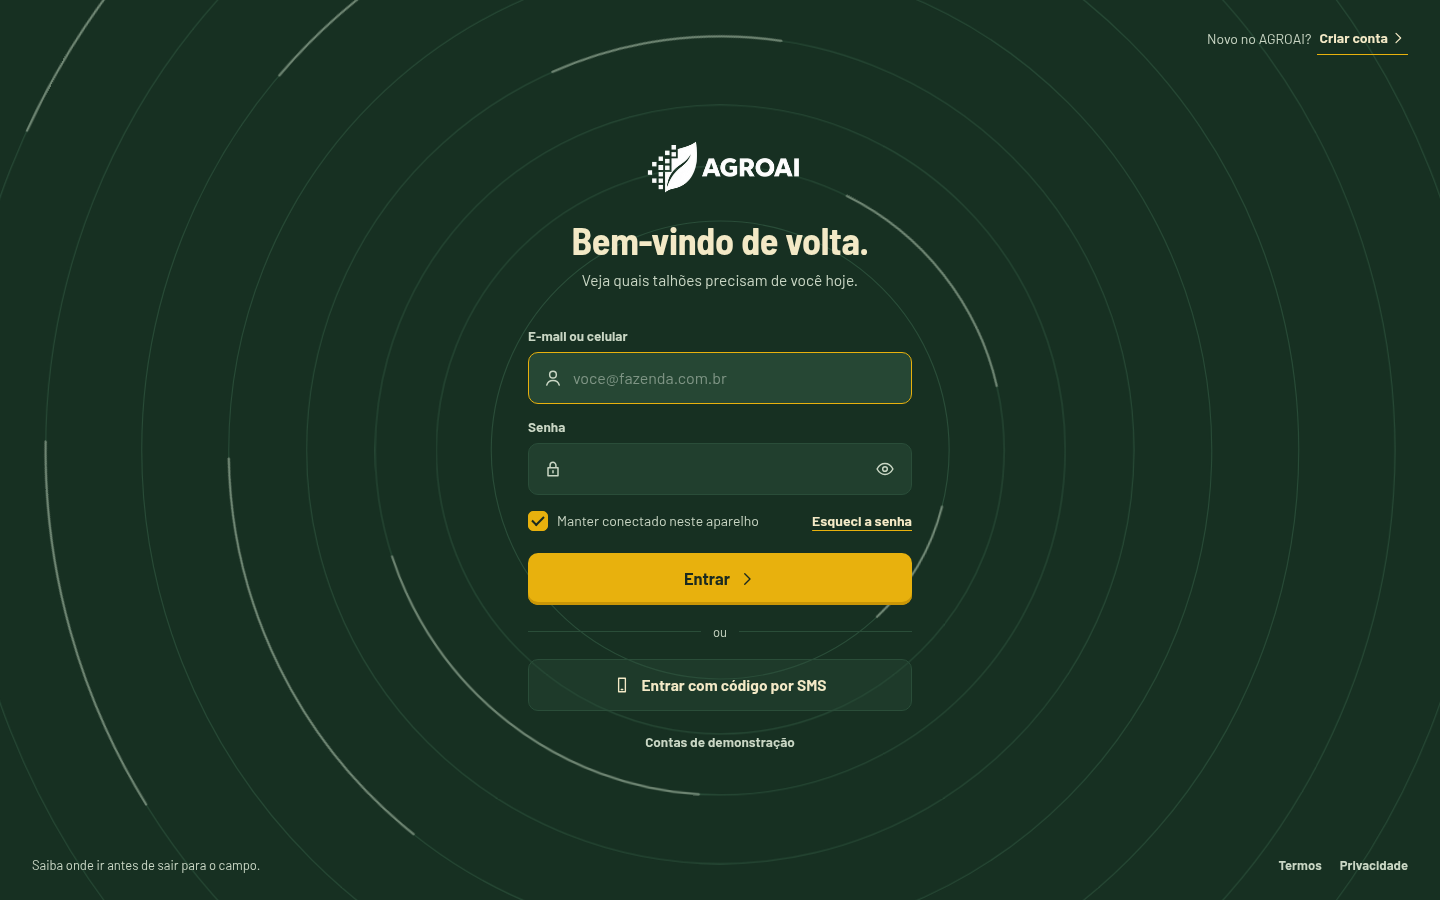 Novo no AGROAI? Criar conta
AGROAI
Bem-vindo de volta.
Veja quais talhões precisam de você hoje.
E-mail ou celular
voce@fazenda.com.br
Senha
Manter conectado neste aparelho Esqueci a senha
Entrar
ou
Entrar com código por SMS
Contas de demonstração
Saiba onde ir antes de sair para o campo. Termos Privacidade